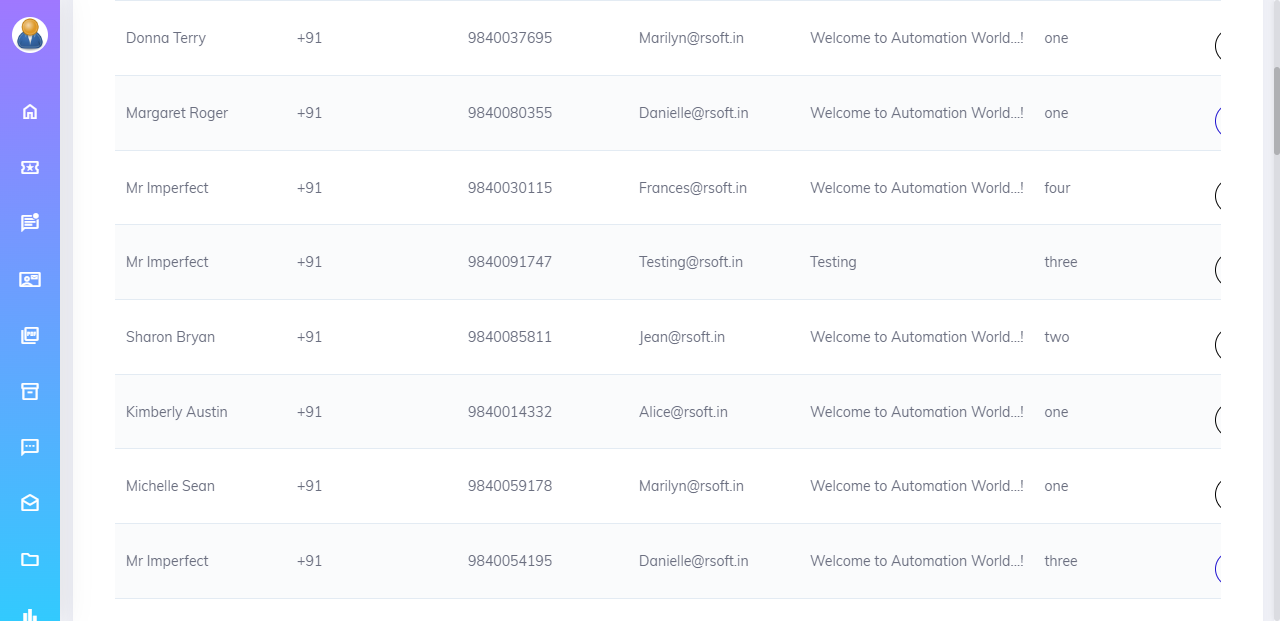 Donna Terry +91 9840037695 Marilyn@rsoft.in Welcome to Automation World...! one
Margaret Roger +91 9840080355 Danielle@rsoft.in Welcome to Automation World...! one
Mr Imperfect +91 9840030115 Frances@rsoft.in Welcome to Automation World...! four
Mr Imperfect +91 9840091747 Testing@rsoft.in Testing three
Sharon Bryan +91 9840085811 Jean@rsoft.in Welcome to Automation World...! two
Kimberly Austin +91 9840014332 Alice@rsoft.in Welcome to Automation World...! one
Michelle Sean +91 9840059178 Marilyn@rsoft.in Welcome to Automation World...! one
Mr Imperfect +91 9840054195 Danielle@rsoft.in Welcome to Automation World...! three